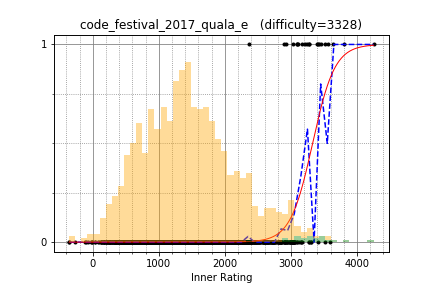 code_festival_2017_quala_e (difficulty=3328)
1
0
0 1000 2000 3000 4000
Inner Rating